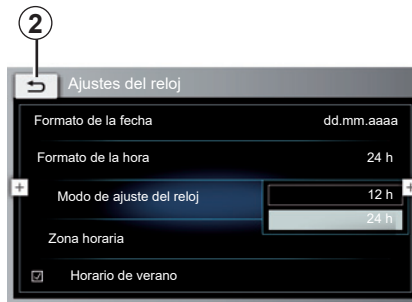 2
Ajustes del reloj
Formato de la fecha dd.mm.aaaa
Formato de la hora 24 h
Modo de ajuste del reloj 12 h
24 h
Zona horaria
Horario de verano